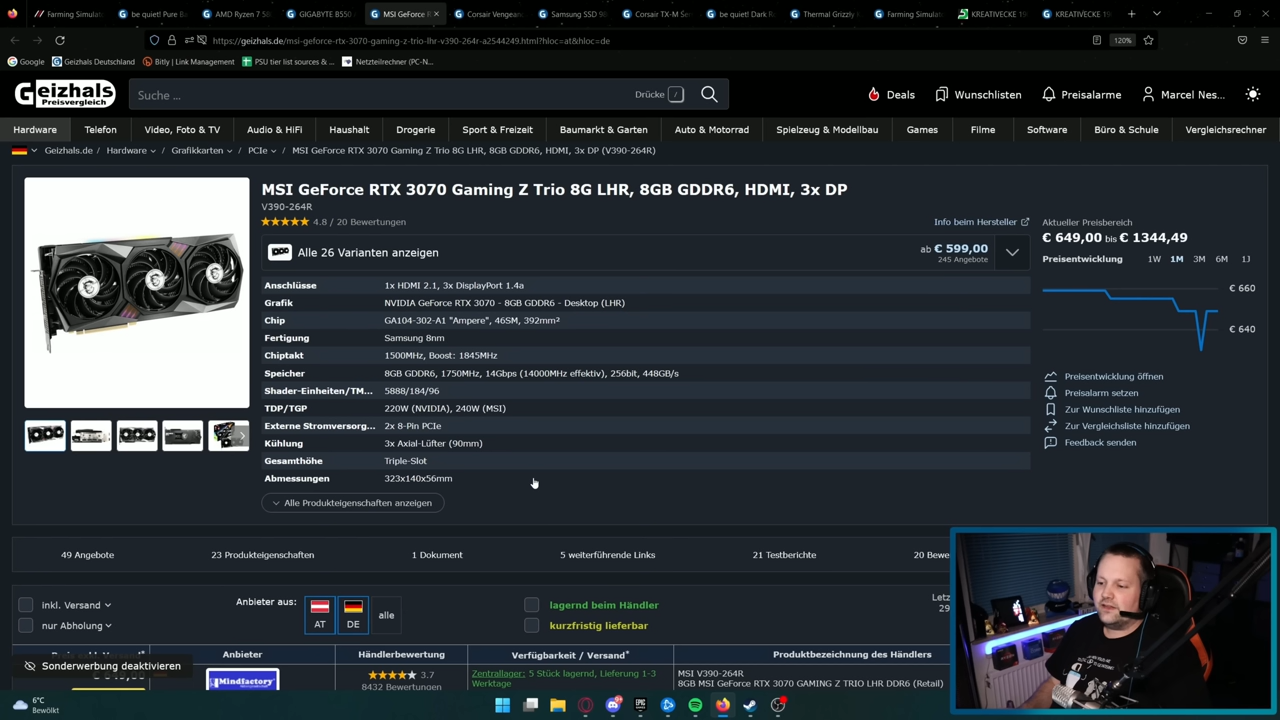 Farming Simulat
be quiet! Pure Ba
AMD Ryzen 7 58
GIGABYTE B550
MSI GeForce R
Corsair Vengean
Samsung SSD 98
Corsair TX-M Se
be quiet! Dark R
Thermal Grizzly K
Farming Simulat
KREATIVECKE 19
KREATIVECKE 19
https://geizhals.de/msi-geforce-rtx-3070-gaming-z-trio-lhr-v390-264r-a2544249.html?hloc=at&hloc=de
120%
Google
Geizhals Deutschland
Bitly | Link Management
PSU tier list sources & ...
Netzteilrechner (PC-N...
Geizhals
Preisvergleich
Suche ...
Drücke /
Deals
Wunschlisten
Preisalarme
Marcel Nes...
Hardware
Telefon
Video, Foto & TV
Audio & HiFi
Haushalt
Drogerie
Sport & Freizeit
Baumarkt & Garten
Auto & Motorrad
Spielzeug & Modellbau
Games
Filme
Software
Büro & Schule
Vergleichsrechner
Geizhals.de / Hardware / Grafikkarten / PCIe / MSI GeForce RTX 3070 Gaming Z Trio 8G LHR, 8GB GDDR6, HDMI, 3x DP (V390-264R)
MSI GeForce RTX 3070 Gaming Z Trio 8G LHR, 8GB GDDR6, HDMI, 3x DP
V390-264R
4.8 / 20 Bewertungen
Info beim Hersteller
Alle 26 Varianten anzeigen
ab € 599,00
245 Angebote
Anschlüsse 1x HDMI 2.1, 3x DisplayPort 1.4a
Grafik NVIDIA GeForce RTX 3070 - 8GB GDDR6 - Desktop (LHR)
Chip GA104-302-A1 "Ampere", 46SM, 392mm²
Fertigung Samsung 8nm
Chiptakt 1500MHz, Boost: 1845MHz
Speicher 8GB GDDR6, 1750MHz, 14Gbps (14000MHz effektiv), 256bit, 448GB/s
Shader-Einheiten/TM... 5888/184/96
TDP/TGP 220W (NVIDIA), 240W (MSI)
Externe Stromversorg... 2x 8-Pin PCIe
Kühlung 3x Axial-Lüfter (90mm)
Gesamthöhe Triple-Slot
Abmessungen 323x140x56mm
Alle Produkteigenschaften anzeigen
Aktueller Preisbereich
€ 649,00 bis € 1344,49
Preisentwicklung 1W 1M 3M 6M 1J
€ 660
€ 640
Preisentwicklung öffnen
Preisalarm setzen
Zur Wunschliste hinzufügen
Zur Vergleichsliste hinzufügen
Feedback senden
49 Angebote
23 Produkteigenschaften
1 Dokument
5 weiterführende Links
21 Testberichte
20 Bewe
inkl. Versand
nur Abholung
Anbieter aus:
AT
DE
alle
lagernd beim Händler
kurzfristig lieferbar
Letz
29
Anbieter
Händlerbewertung
Verfügbarkeit / Versand*
Produktbezeichnung des Händlers
Sonderwerbung deaktivieren
Mindfactory
3.7
8432 Bewertungen
Zentrallager: 5 Stück lagernd, Lieferung 1-3
Werktage
MSI V390-264R
8GB MSI GeForce RTX 3070 GAMING Z TRIO LHR DDR6 (Retail)
6°C
Bewölkt